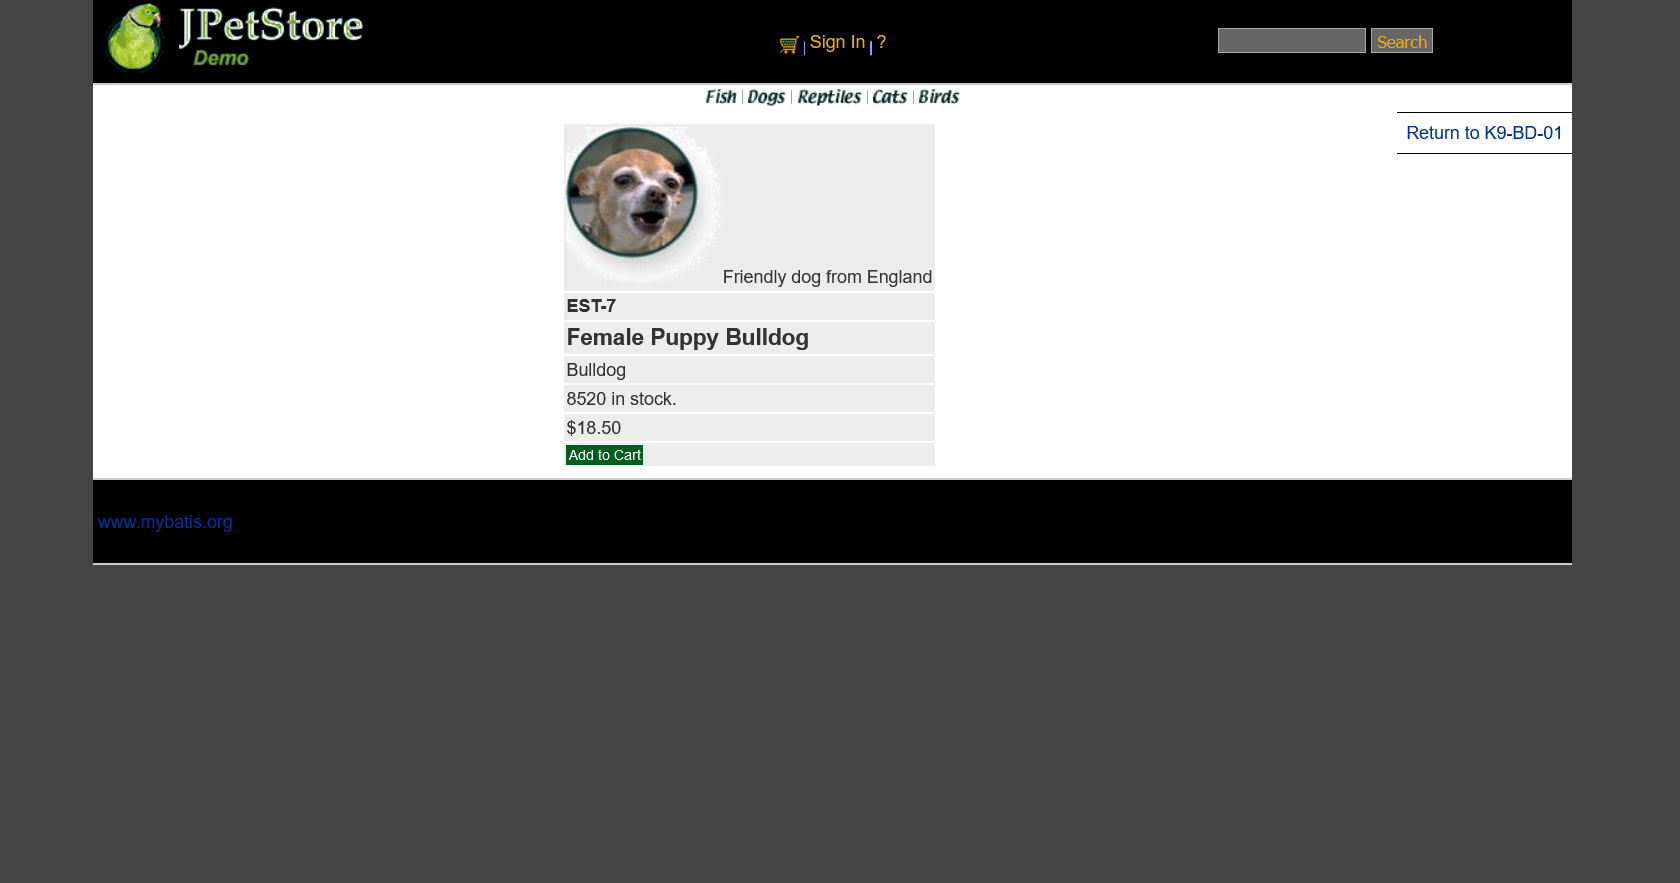 JPetStore
Demo
Sign In
?
Search
Fish
Dogs
Reptiles
Cats
Birds
Return to K9-BD-01
Friendly dog from England
EST-7
Female Puppy Bulldog
Bulldog
8520 in stock.
$18.50
Add to Cart
www.mybatis.org